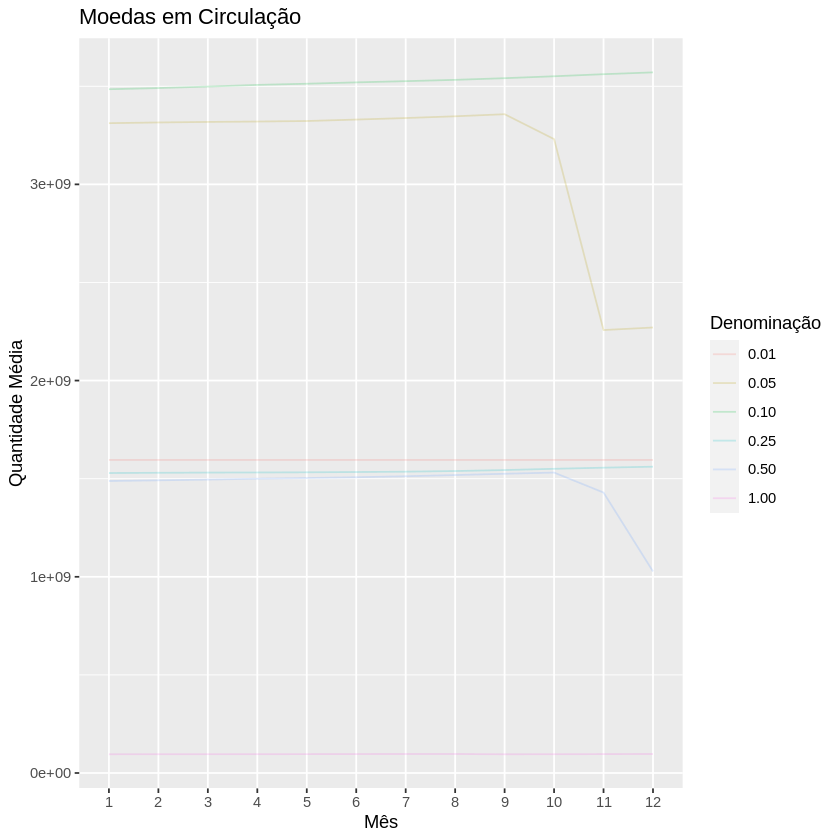 Moedas em Circulação
Quantidade Média
3e+09
2e+09
1e+09
0e+00
1 2 3 4 5 6 7 8 9 10 11 12
Mês
Denominação
0.01
0.05
0.10
0.25
0.50
1.00